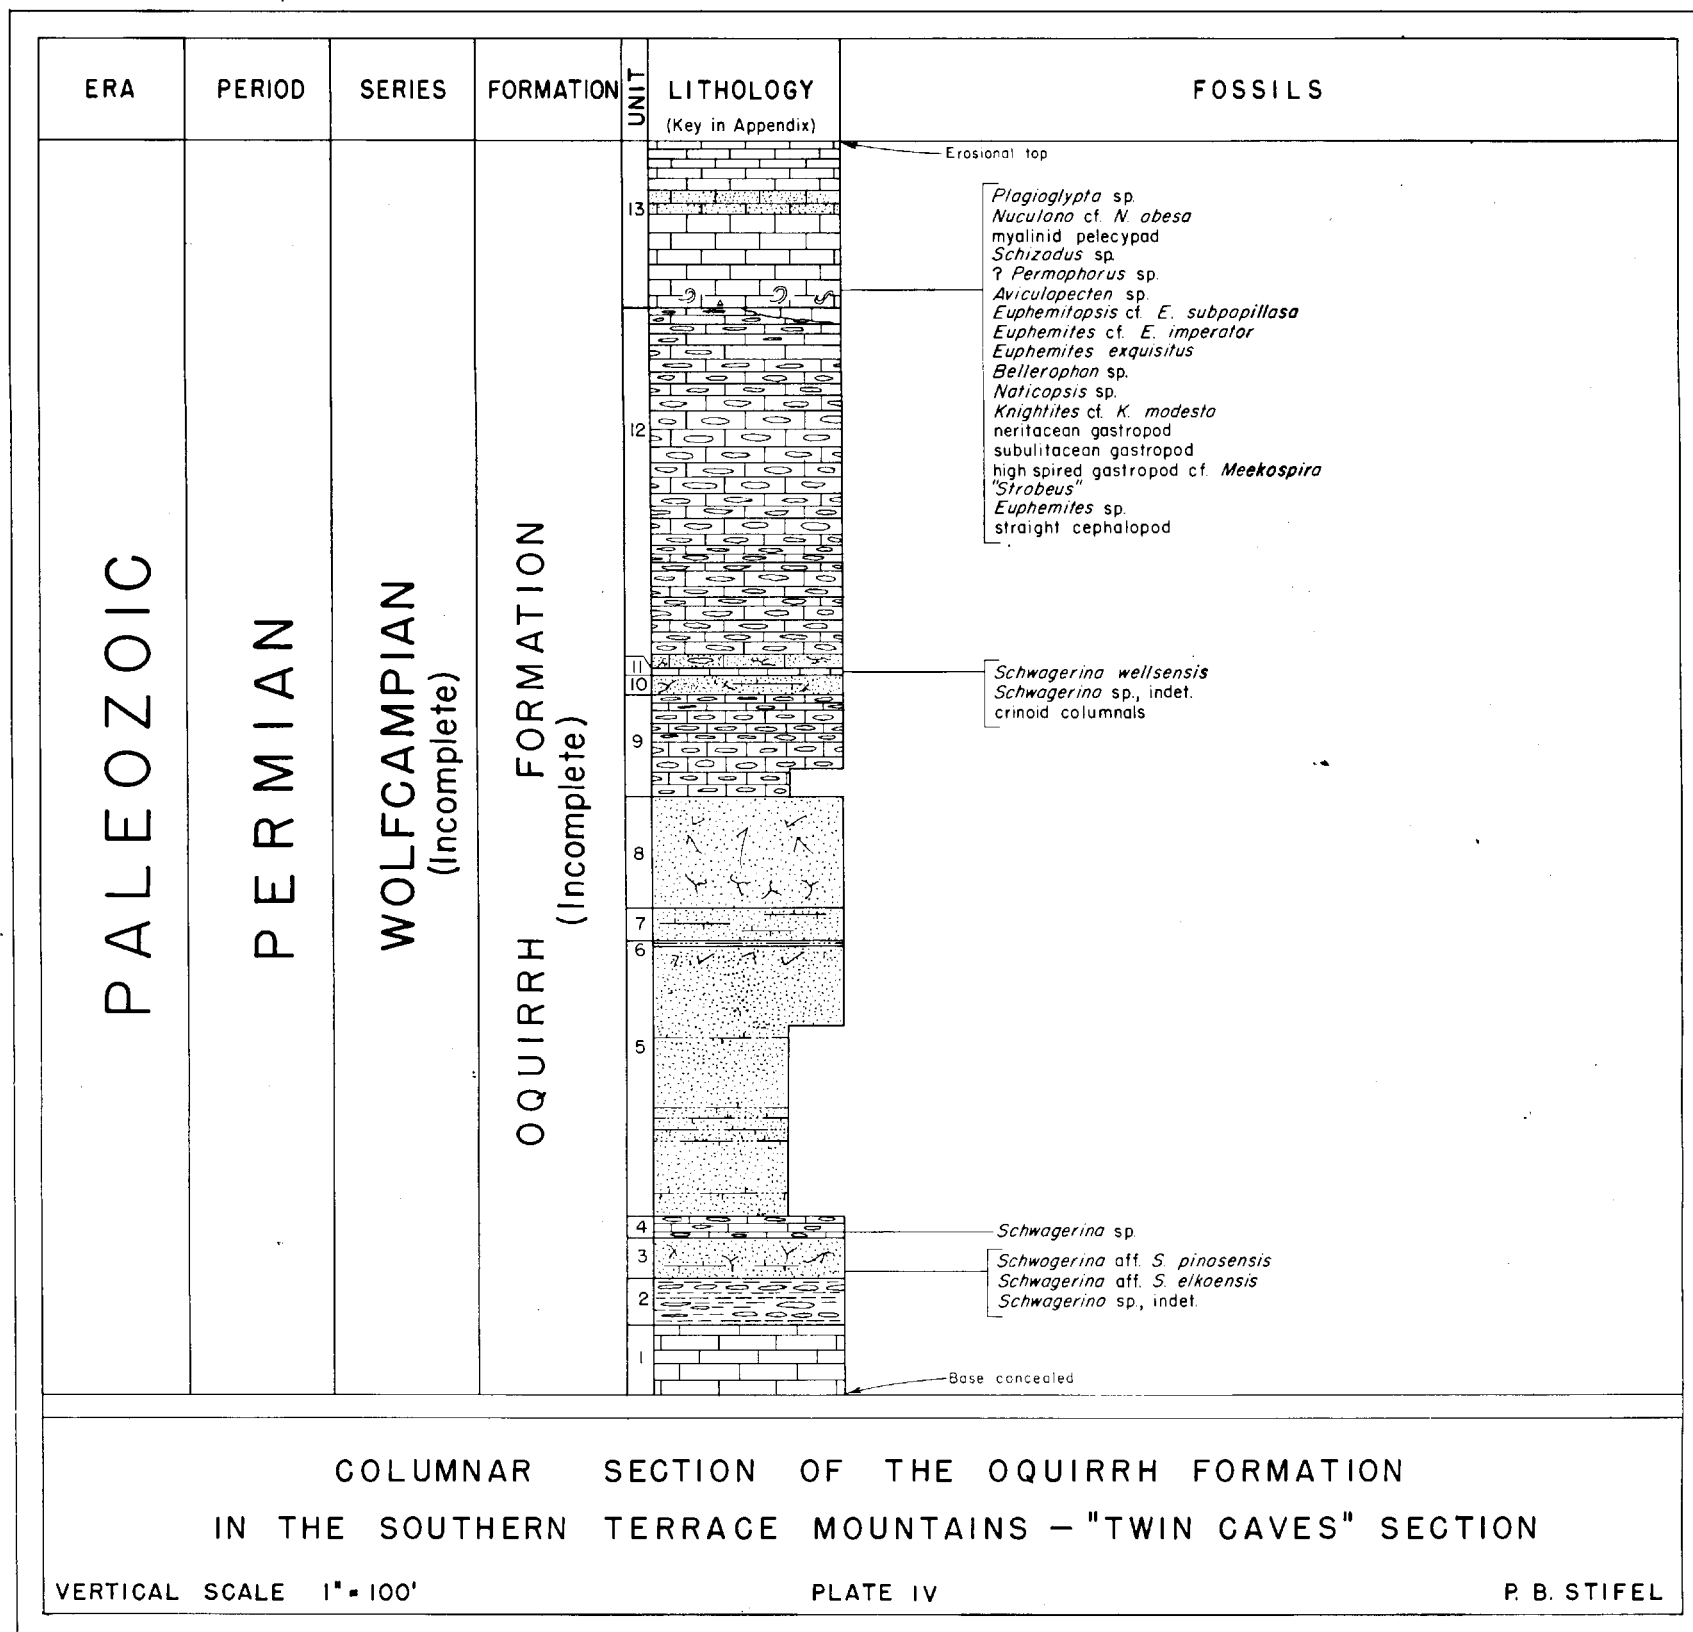 ERA
PERIOD
SERIES
FORMATION
UNIT
LITHOLOGY
(Key in Appendix)
FOSSILS
PALEOZOIC
PERMIAN
WOLFCAMPIAN
(Incomplete)
OQUIRRH FORMATION
(Incomplete)
13
12
11
10
9
8
7
6
5
4
3
2
1
Erosional top
Plagioglypta sp.
Nuculana cf. N. obesa
myalinid pelecypad
Schizodus sp.
? Permophorus sp.
Aviculopecten sp.
Euphemitopsis cf. E. subpapillasa
Euphemites cf. E. imperator
Euphemites exquisitus
Bellerophan sp.
Naticopsis sp.
Knightites cf. K. modesta
neritacean gastropod
subulitacean gastropod
high spired gastropod cf. Meekospira
"Strobeus"
Euphemites sp.
straight cephalopod
Schwagerina wellsensis
Schwagerina sp., indet.
crinoid columnals
Schwagerina sp.
Schwagerina aff. S. pinosensis
Schwagerina aff. S. elkoensis
Schwagerina sp., indet.
Base concealed
COLUMNAR SECTION OF THE OQUIRRH FORMATION
IN THE SOUTHERN TERRACE MOUNTAINS – "TWIN CAVES" SECTION
VERTICAL SCALE 1" = 100'
PLATE IV
P. B. STIFEL